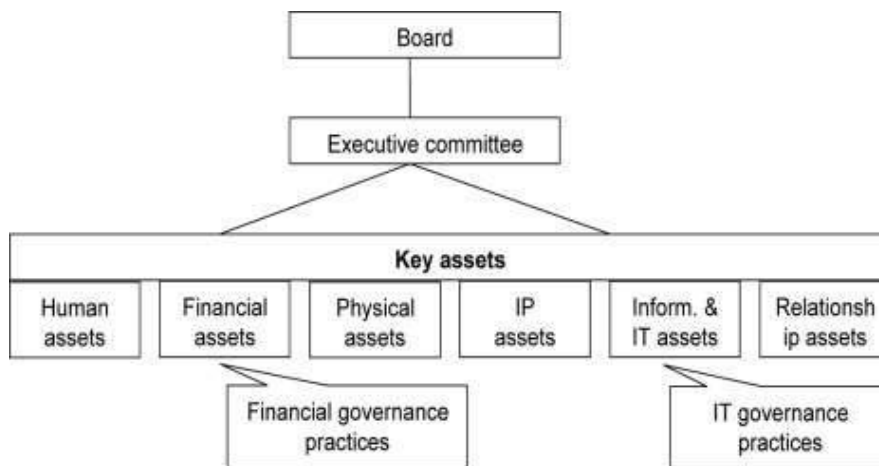 Board
Executive committee
Key assets
Human
assets
Financial
assets
Physical
assets
IP
assets
Inform. &
IT assets
Relationsh
ip assets
Financial governance
practices
IT governance
practices